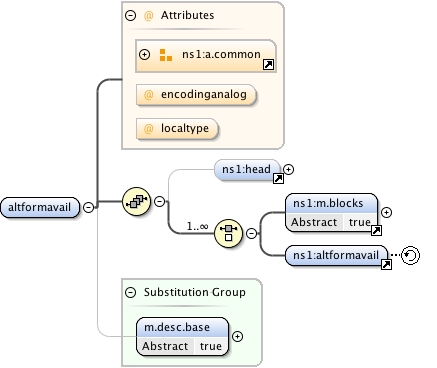 Attributes
ns1:a.common
encodinganalog
localtype
altformavail
ns1:head
1..∞
ns1:m.blocks
Abstract true
ns1:altformavail
Substitution Group
m.desc.base
Abstract true